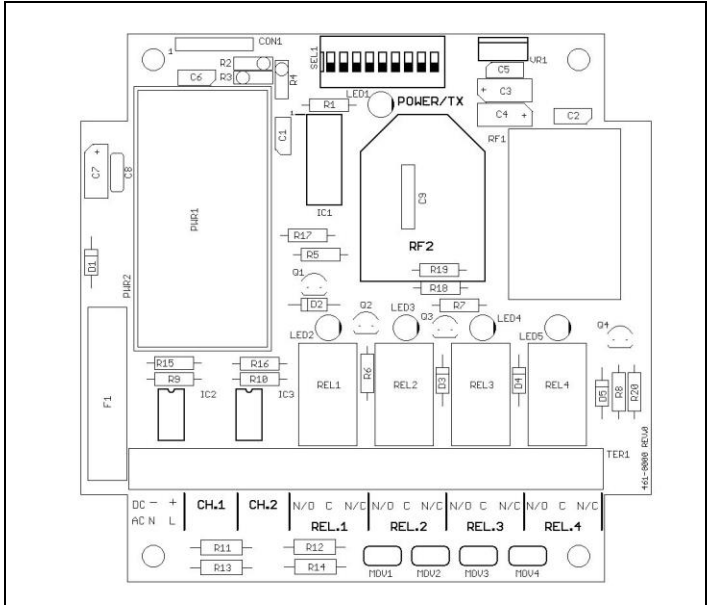 CON1
1
R2
R3
R4
C6
SEL1
VR1
C5
C3
+
C4
+
C2
LED1
POWER/TX
R1
1
C1
IC1
RF1
C9
RF2
C7
+
C8
PWR1
PWR2
D1
R17
R5
Q1
D2
R19
R18
R7
LED2
Q2
LED3
Q3
LED4
LED5
Q4
F1
R15
R9
IC2
R16
R10
IC3
REL1
R6
REL2
D3
REL3
D4
REL4
D5
R8
R20
TER1
461-0000 REV.0
DC - + CH.1 CH.2 N/O C N/C N/O C N/C N/O C N/C N/O C N/C
AC N L REL.1 REL.2 REL.3 REL.4
R11
R12
R13
R14
MOV1 MOV2 MOV3 MOV4